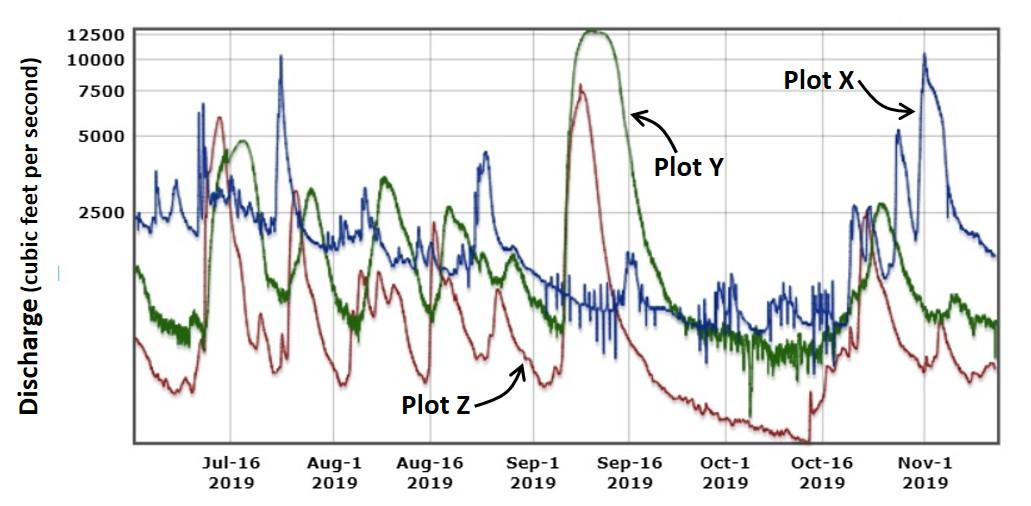 Discharge (cubic feet per second)
12500
10000
7500
5000
2500
Plot X
Plot Y
Plot Z
Jul-16
2019
Aug-1
2019
Aug-16
2019
Sep-1
2019
Sep-16
2019
Oct-1
2019
Oct-16
2019
Nov-1
2019